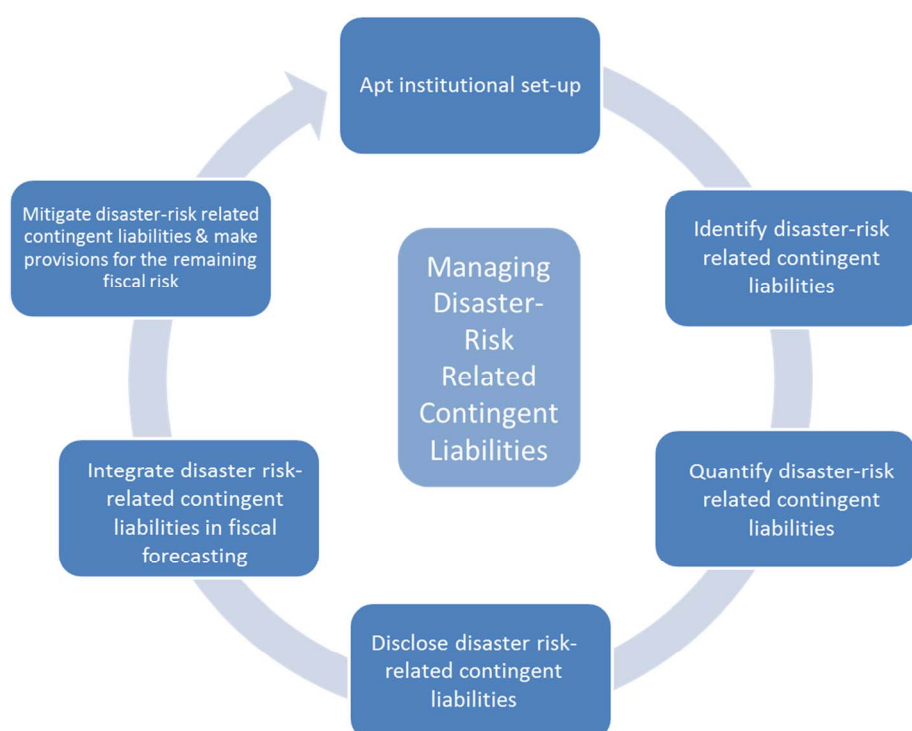 Apt institutional set-up
Identify disaster-risk
related contingent
liabilities
Quantify disaster-risk
related contingent
liabilities
Disclose disaster risk-
related contingent
liabilities
Integrate disaster risk-
related contingent
liabilities in fiscal
forecasting
Mitigate disaster-risk related
contingent liabilities & make
provisions for the remaining
fiscal risk
Managing
Disaster-
Risk
Related
Contingent
Liabilities